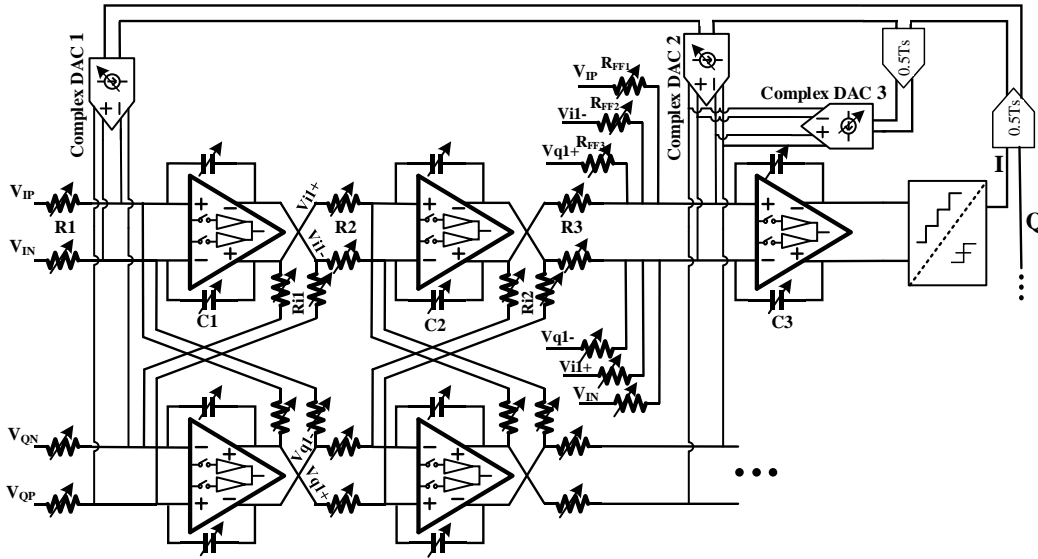 Complex DAC 1
+ −
Complex DAC 2
+ −
0.5Ts
0.5Ts
Complex DAC 3
−
+
I
Q
V_IP
R_FF1
Vi1-
R_FF2
Vq1+
R_FF3
V_IP
R1
V_IN
+
−
−
+
C1
Vi1+
Vi1-
R2
Ri1
+
−
−
+
C2
R3
Ri2
+
−
−
+
C3
Vq1-
Vi1+
V_IN
V_QN
V_QP
−
+
+
−
Vq1-
Vq1+
−
+
+
−